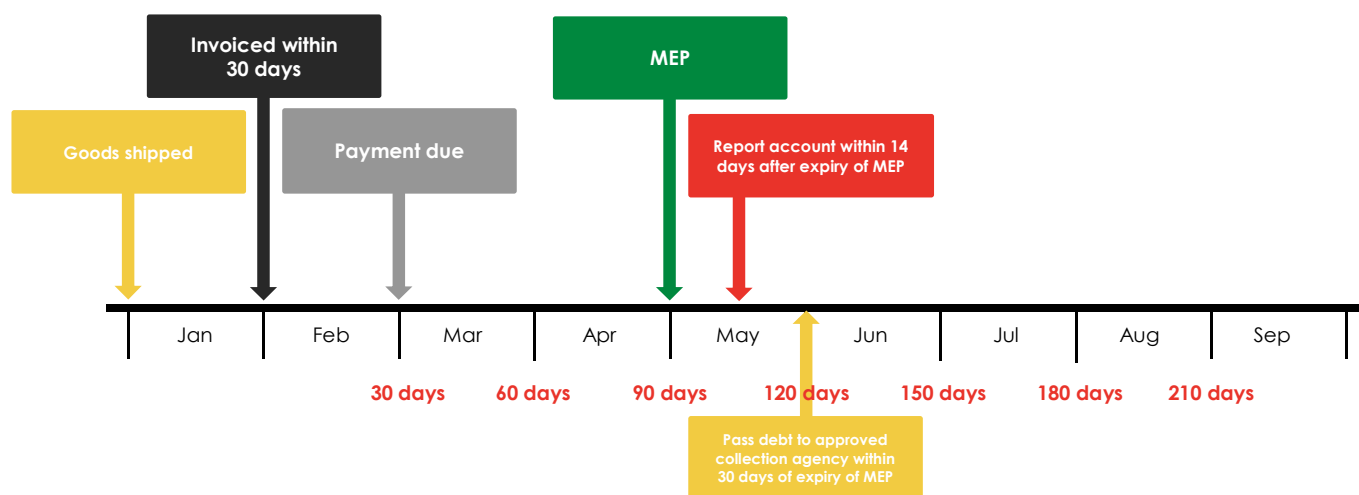 Invoiced within
30 days
MEP
Goods shipped
Payment due
Report account within 14
days after expiry of MEP
Jan
Feb
Mar
Apr
May
Jun
Jul
Aug
Sep
30 days
60 days
90 days
120 days
150 days
180 days
210 days
Pass debt to approved
collection agency within
30 days of expiry of MEP